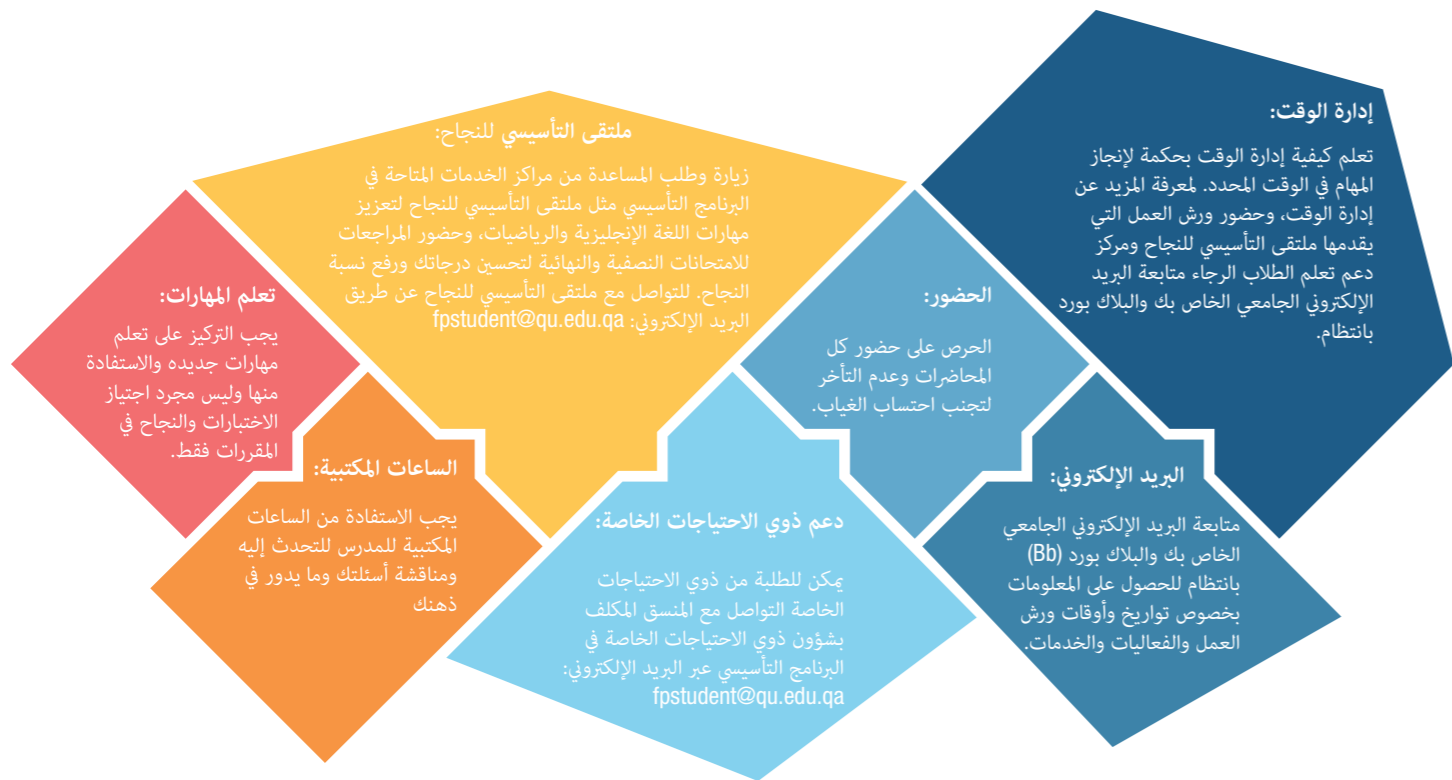 إدارة الوقت:
تعلم كيفية إدارة الوقت بحكمة لإنجاز
المهام في الوقت المحدد. لمعرفة المزيد عن
إدارة الوقت، وحضور ورش العمل التي
يقدمها ملتقى التأسيسي للنجاح ومركز
دعم تعلم الطلاب الرجاء متابعة البريد
الإلكتروني الجامعي الخاص بك والبلاك بورد
بانتظام.
البريد الإلكتروني:
متابعة البريد الإلكتروني الجامعي
الخاص بك والبلاك بورد (Bb)
بانتظام للحصول على المعلومات
بخصوص تواريخ وأوقات ورش
العمل والفعاليات والخدمات.
الحضور:
الحرص على حضور كل
المحاضرات وعدم التأخر
لتجنب احتساب الغياب.
دعم ذوي الاحتياجات الخاصة:
يمكن للطلبة من ذوي الاحتياجات
الخاصة التواصل مع المنسق المكلف
بشؤون ذوي الاحتياجات الخاصة في
البرنامج التأسيسي عبر البريد الإلكتروني:
fpstudent@qu.edu.qa
ملتقى التأسيسي للنجاح:
زيارة وطلب المساعدة من مراكز الخدمات المتاحة في
البرنامج التأسيسي مثل ملتقى التأسيسي للنجاح لتعزيز
مهارات اللغة الإنجليزية والرياضيات، وحضور المراجعات
للامتحانات النصفية والنهائية لتحسين درجاتك ورفع نسبة
النجاح. للتواصل مع ملتقى التأسيسي للنجاح عن طريق
البريد الإلكتروني: fpstudent@qu.edu.qa
الساعات المكتبية:
يجب الاستفادة من الساعات
المكتبية للمدرس للتحدث إليه
ومناقشة أسئلتك وما يدور في
ذهنك
تعلم المهارات:
يجب التركيز على تعلم
مهارات جديده والاستفادة
منها وليس مجرد اجتياز
الاختبارات والنجاح في
المقررات فقط.